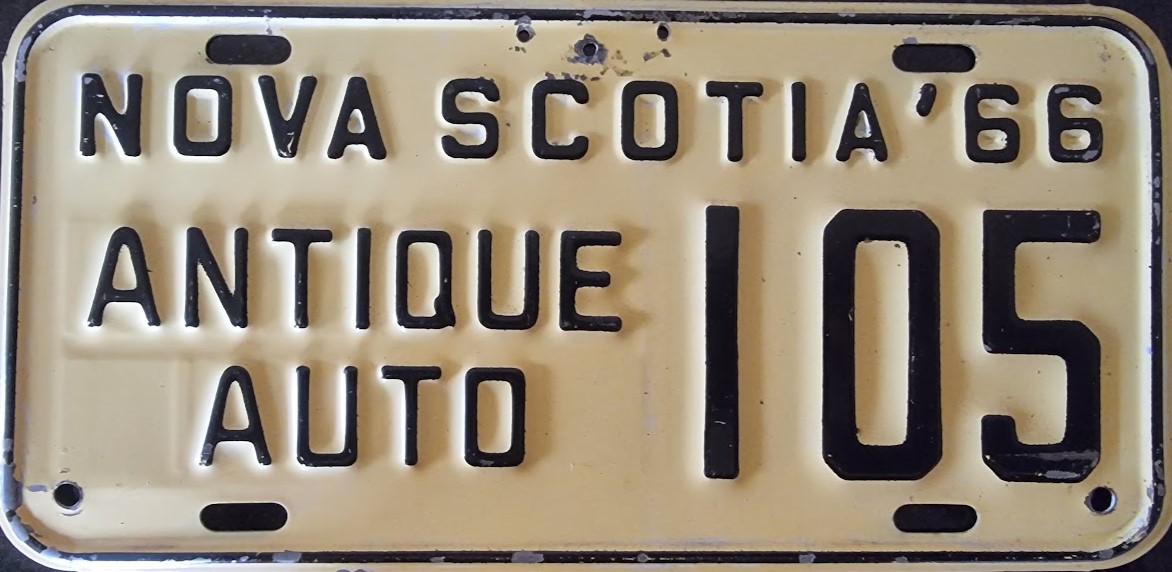 NOVA SCOTIA '66
ANTIQUE
AUTO
105